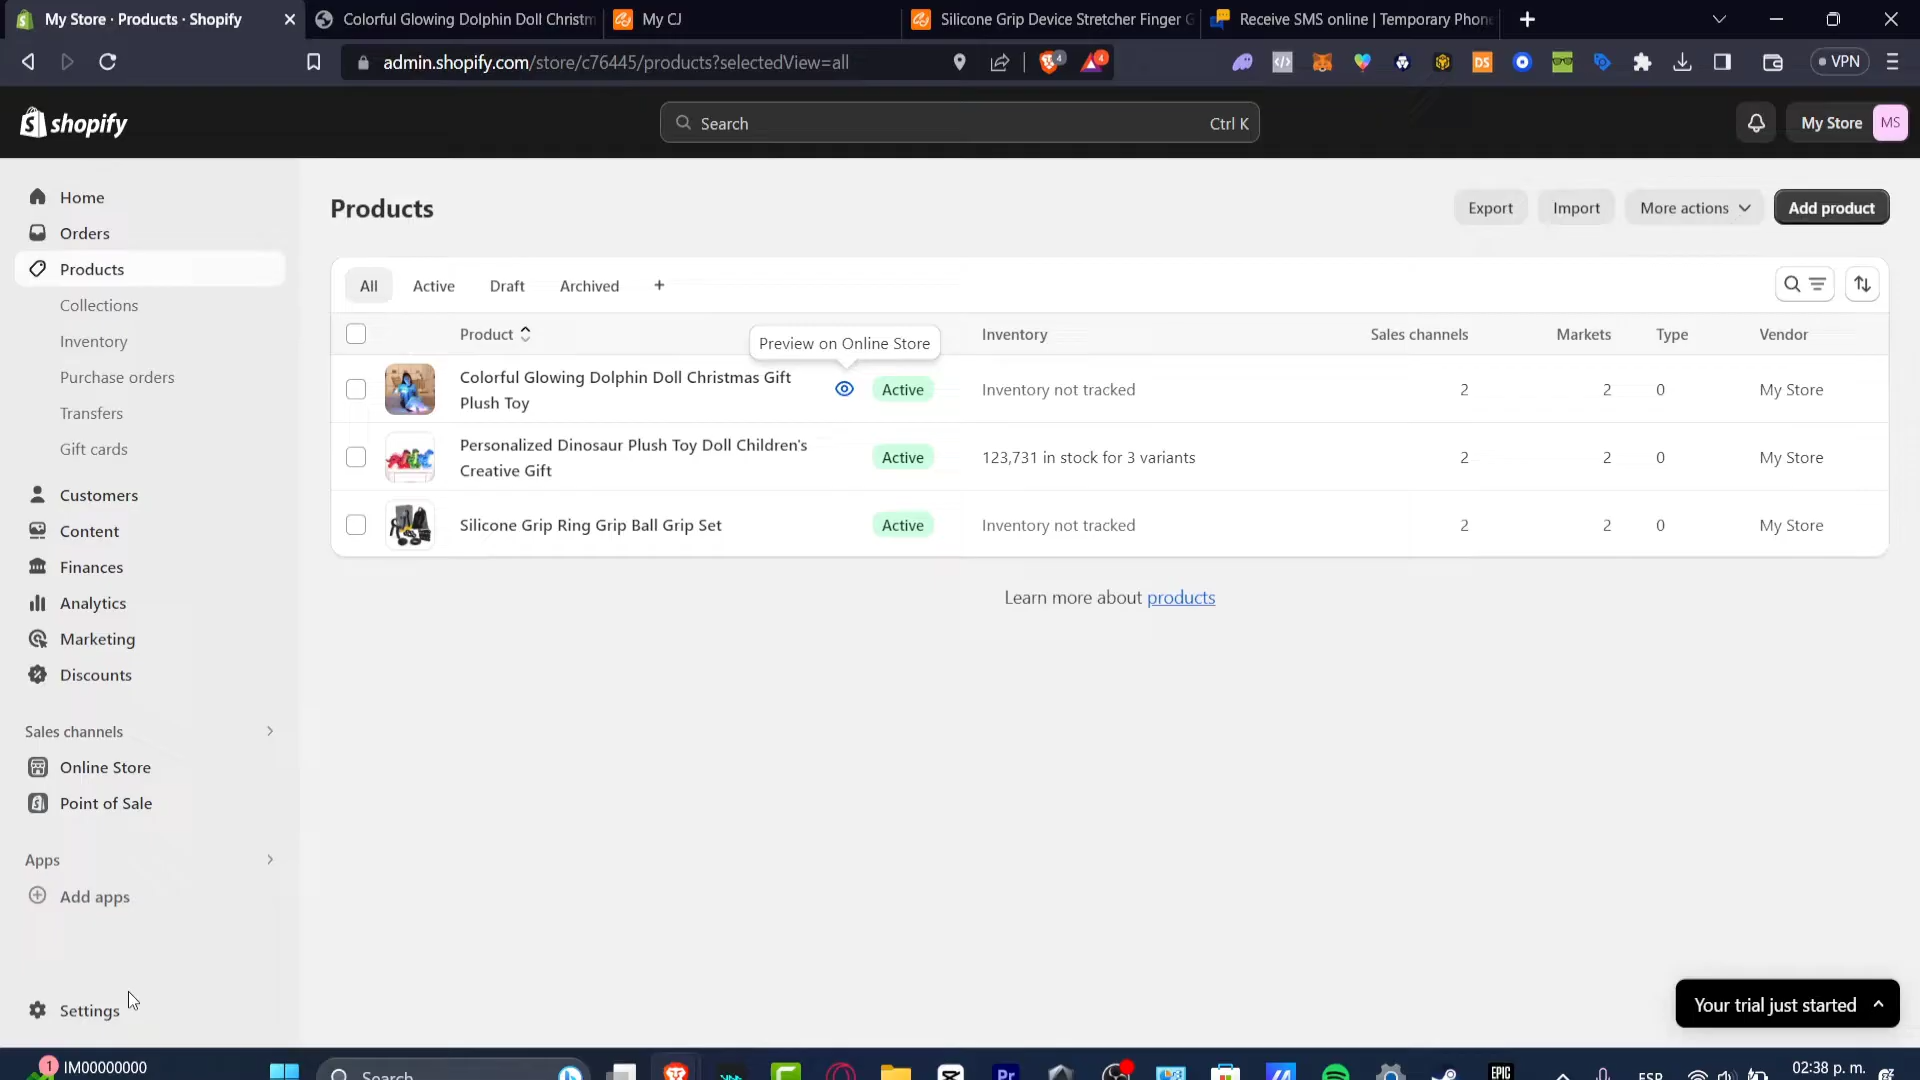 My Store · Products · Shopify
Colorful Glowing Dolphin Doll Christm
My CJ
Silicone Grip Device Stretcher Finger G
Receive SMS online | Temporary Phone
admin.shopify.com/store/c76445/products?selectedView=all
4
4
DS
VPN
shopify
Search
Ctrl K
My Store
MS
Home
Orders
Products
Collections
Inventory
Purchase orders
Transfers
Gift cards
Customers
Content
Finances
Analytics
Marketing
Discounts
Sales channels
Online Store
Point of Sale
Apps
Add apps
Settings
Products
Export
Import
More actions
Add product
All
Active
Draft
Archived
+
Product
Preview on Online Store
Inventory
Sales channels
Markets
Type
Vendor
Colorful Glowing Dolphin Doll Christmas Gift
Plush Toy
Active
Inventory not tracked
2
2
0
My Store
Personalized Dinosaur Plush Toy Doll Children's
Creative Gift
Active
123,731 in stock for 3 variants
2
2
0
My Store
Silicone Grip Ring Grip Ball Grip Set
Active
Inventory not tracked
2
2
0
My Store
Learn more about products
Your trial just started
1
IM00000000
Search
Pr
EPIC
ESP
02:38 p. m.